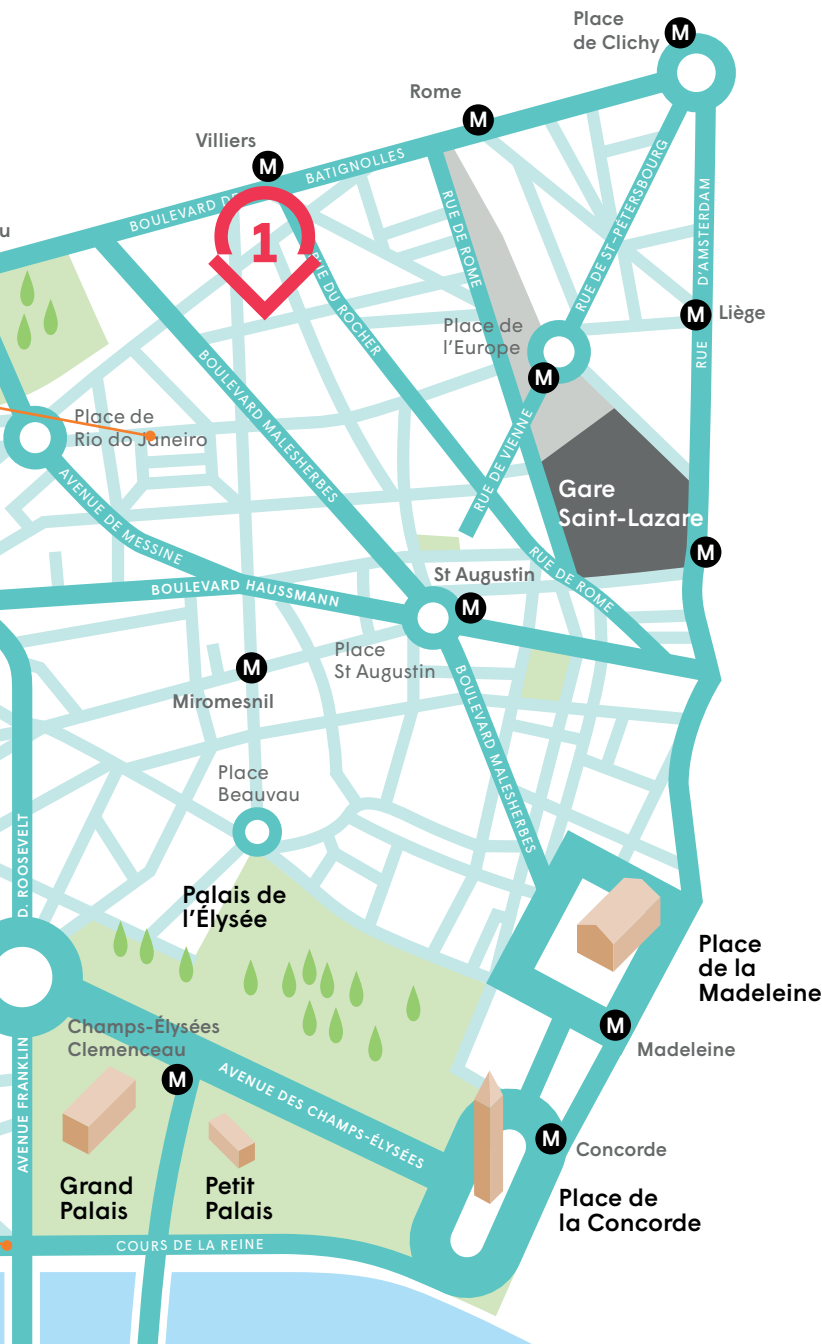 Place
de Clichy
M
Rome
M
Villiers
M
BOULEVARD DE
BATIGNOLLES
1
u
RUE DE ROME
RUE DE ST-PÉTERSBOURG
RUE D'AMSTERDAM
M
Liège
RUE DU ROCHER
Place de
l'Europe
M
BOULEVARD MALESHERBES
Place de
Rio do Janeiro
RUE DE VIENNE
AVENUE DE MESSINE
Gare
Saint-Lazare
M
RUE DE ROME
St Augustin
M
BOULEVARD HAUSSMANN
Place
St Augustin
M
Miromesnil
BOULEVARD MALESHERBES
Place
Beauvau
D. ROOSEVELT
Palais de
l'Élysée
Place
de la
Madeleine
M
Madeleine
Champs-Élysées
Clemenceau
M
AVENUE FRANKLIN
AVENUE DES CHAMPS-ÉLYSÉES
M
Concorde
Grand
Palais
Petit
Palais
Place de
la Concorde
COURS DE LA REINE